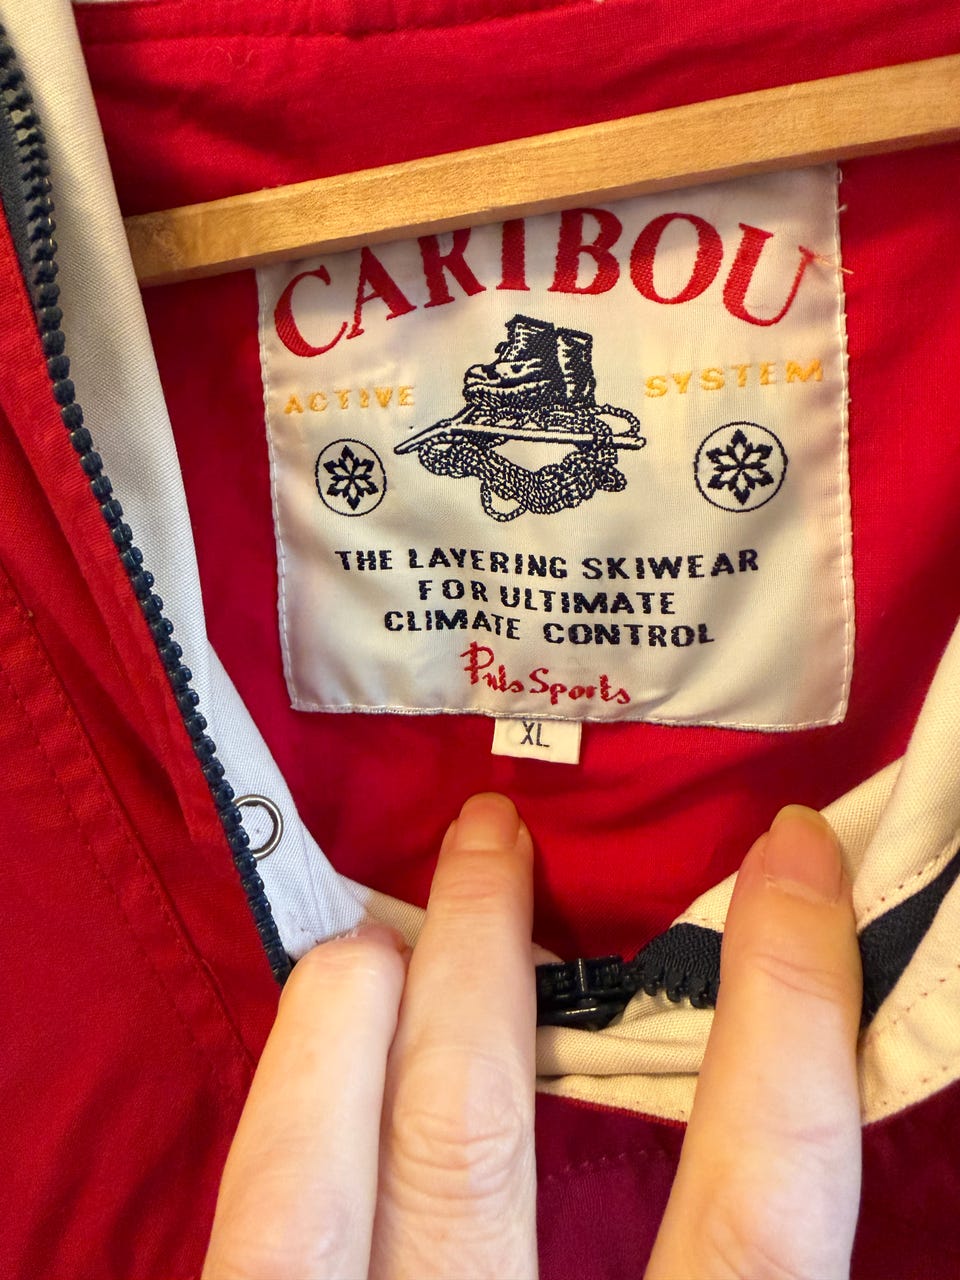 CARIBOU
ACTIVE SYSTEM
THE LAYERING SKIWEAR
FOR ULTIMATE
CLIMATE CONTROL
Puls Sports
XL